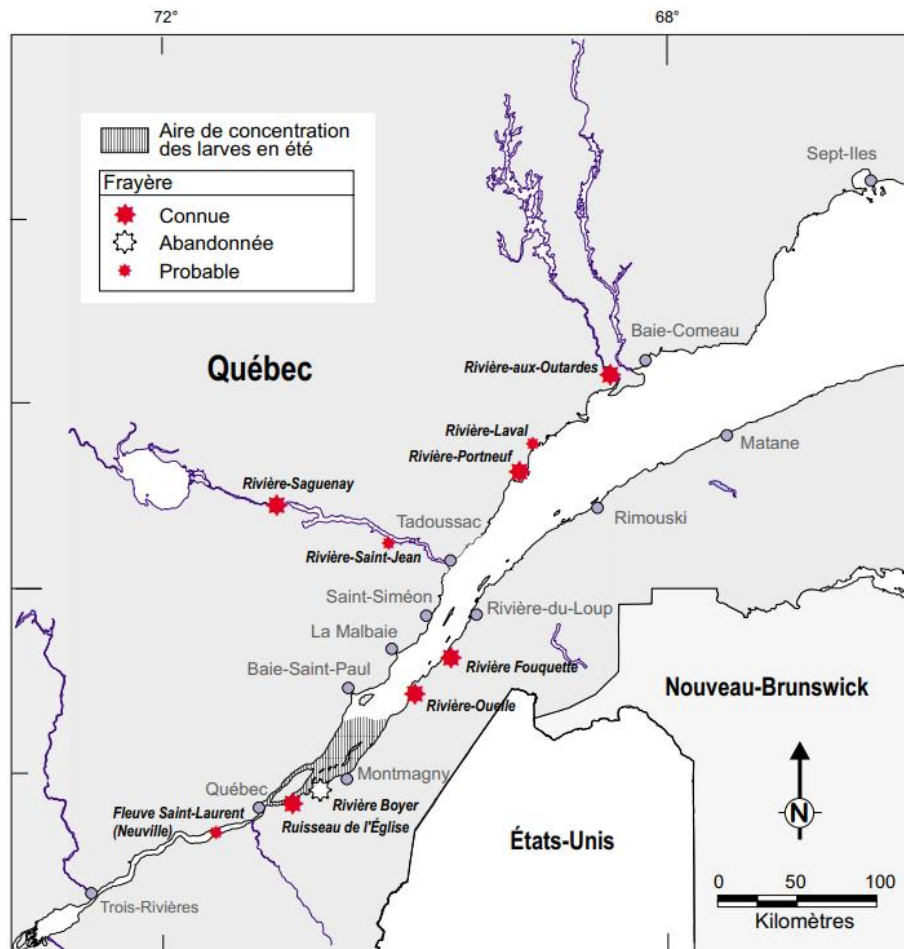 72°
68°
Aire de concentration
des larves en été
Frayère
Connue
Abandonnée
Probable
Sept-Iles
Baie-Comeau
Québec
Rivière-aux-Outardes
Rivière-Laval
Rivière-Portneuf
Matane
Rivière-Saguenay
Tadoussac
Rimouski
Rivière-Saint-Jean
Saint-Siméon
Rivière-du-Loup
La Malbaie
Rivière Fouquette
Baie-Saint-Paul
Nouveau-Brunswick
Rivière-Ouelle
Montmagny
Québec
Rivière Boyer
Fleuve Saint-Laurent
(Neuville)
Ruisseau de l'Église
États-Unis
N
Trois-Rivières
0 50 100
Kilomètres